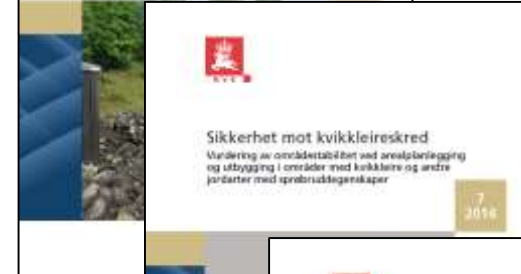 NVE
Sikkerhet mot kvikkleireskred
Vurdering av områdestabilitet ved arealplanlegging
og utbygging i områder med kvikkleire og andre
jordarter med sprøbruddegenskaper
7
2014